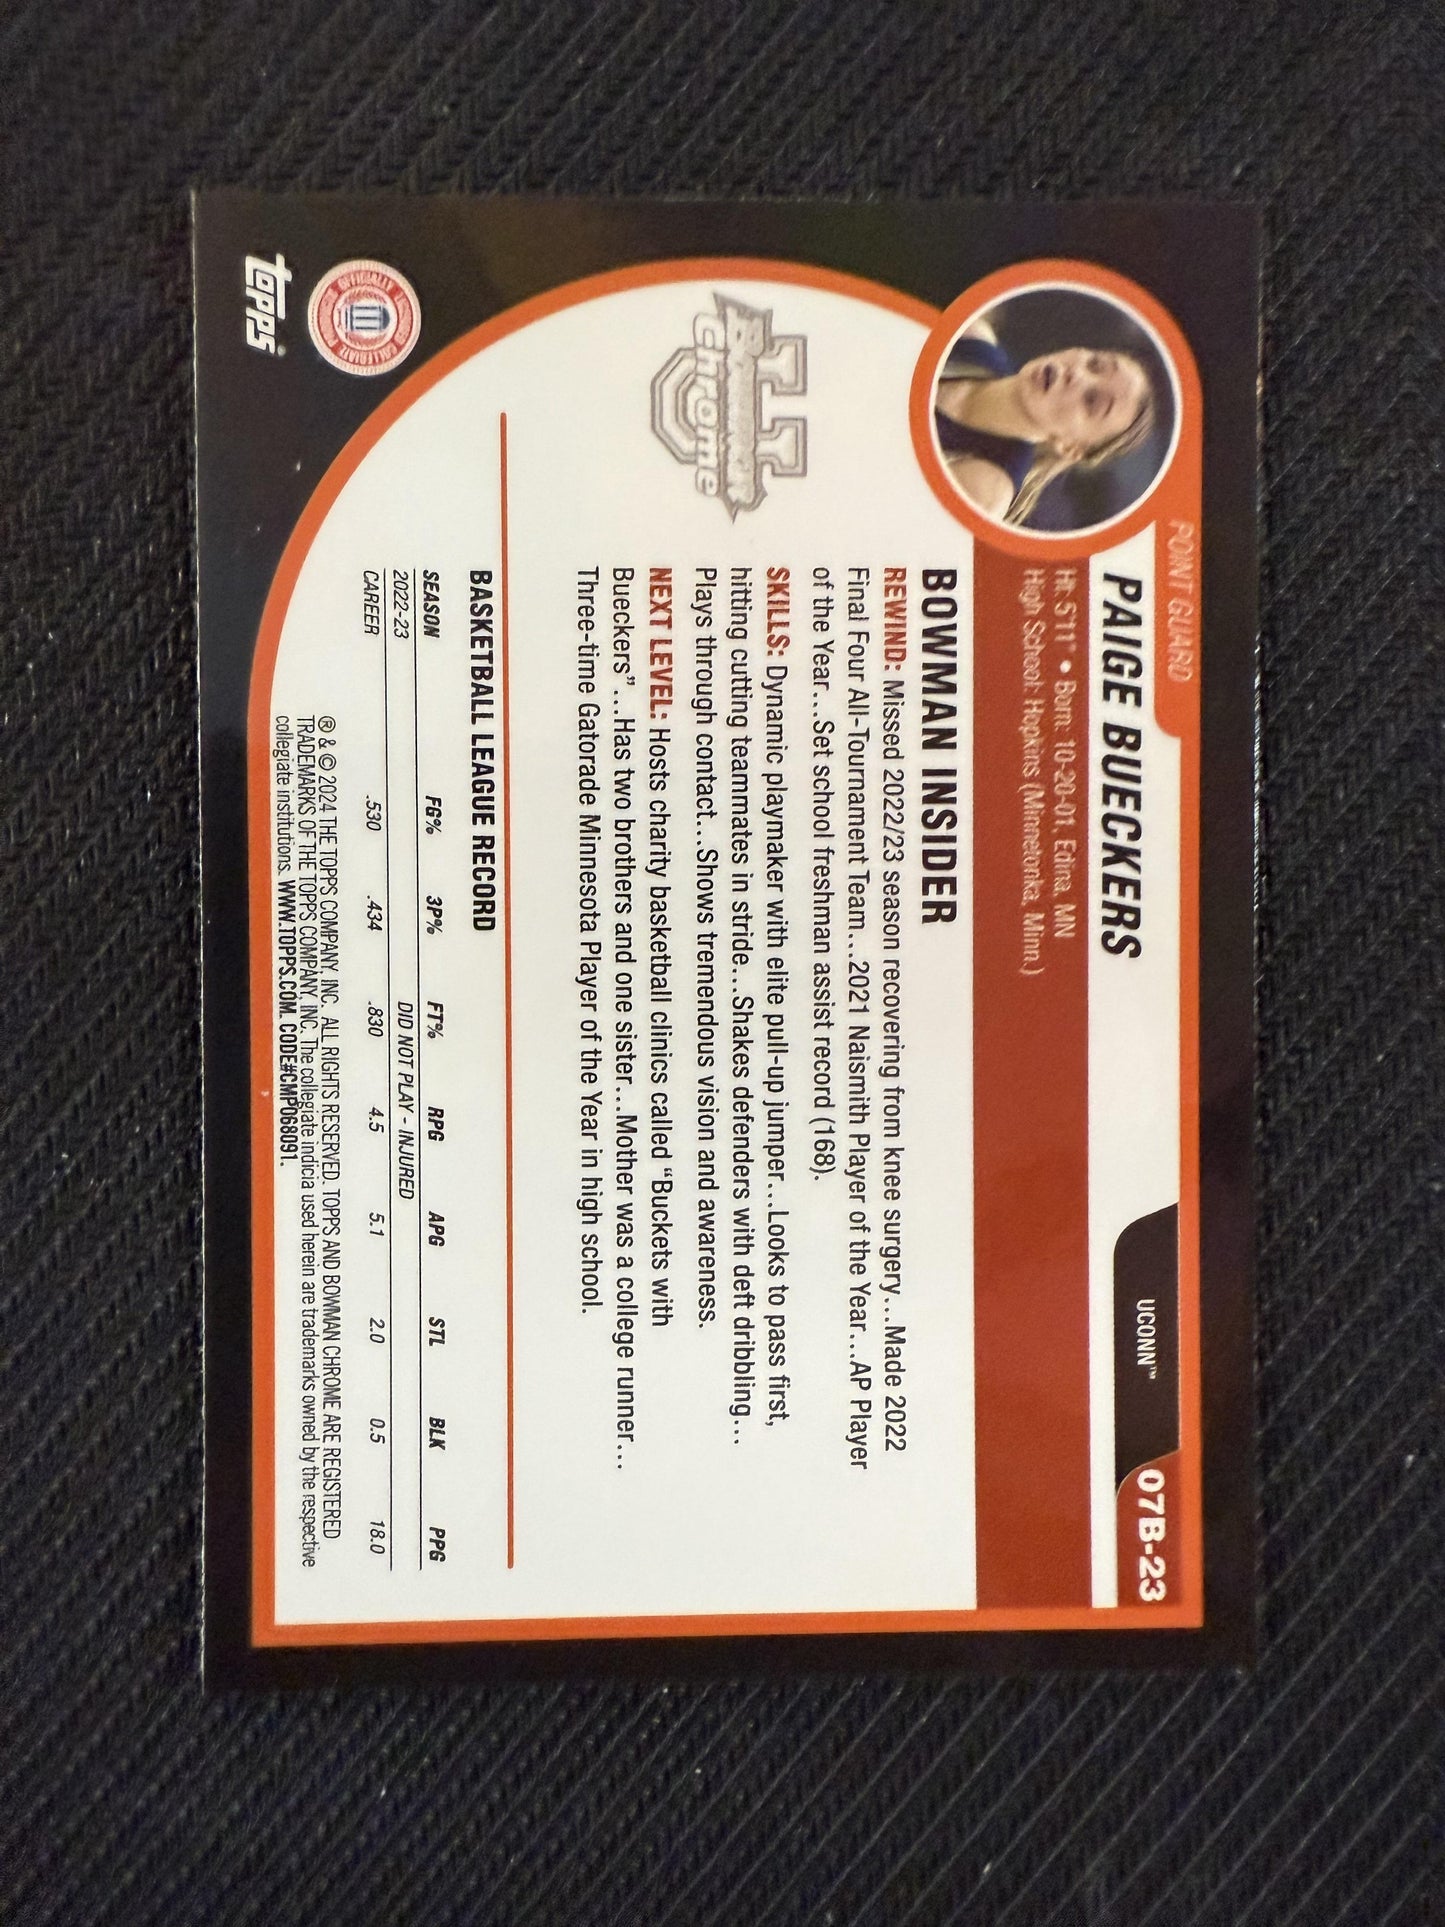 POINT GUARD
UCONN™
07B-23
PAIGE BUECKERS
Ht: 5'11" • Born: 10-20-01, Edina, MN
High School: Hopkins (Minnetonka, Minn.)
BOWMAN INSIDER
REWIND: Missed 2022/23 season recovering from knee surgery...Made 2022
Final Four All-Tournament Team...2021 Naismith Player of the Year...AP Player
of the Year...Set school freshman assist record (168).
SKILLS: Dynamic playmaker with elite pull-up jumper...Looks to pass first,
hitting cutting teammates in stride...Shakes defenders with deft dribbling...
Plays through contact...Shows tremendous vision and awareness.
NEXT LEVEL: Hosts charity basketball clinics called “Buckets with
Bueckers”...Has two brothers and one sister...Mother was a college runner...
Three-time Gatorade Minnesota Player of the Year in high school.
U
BOWMAN
chrome
BASKETBALL LEAGUE RECORD
SEASON FG% 3P% FT% RPG APG STL BLK PPG
2022-23 DID NOT PLAY - INJURED
CAREER .530 .434 .830 4.5 5.1 2.0 0.5 18.0
® & © 2024 THE TOPPS COMPANY, INC. ALL RIGHTS RESERVED. TOPPS AND BOWMAN CHROME ARE REGISTERED
TRADEMARKS OF THE TOPPS COMPANY, INC. The collegiate indicia used herein are trademarks owned by the respective
collegiate institutions. WWW.TOPPS.COM. CODE#CMP068091.
COLLEGIATE
topps®